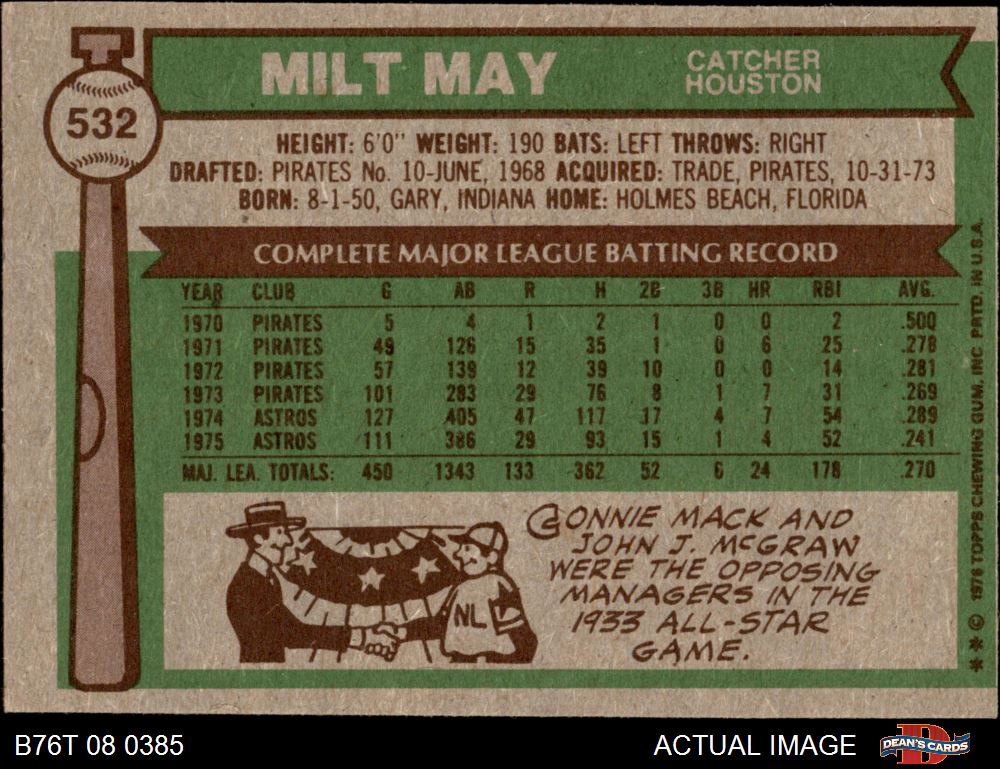 MILT MAY
CATCHER
HOUSTON
532
HEIGHT: 6'0" WEIGHT: 190 BATS: LEFT THROWS: RIGHT
DRAFTED: PIRATES No. 10-JUNE, 1968 ACQUIRED: TRADE, PIRATES, 10-31-73
BORN: 8-1-50, GARY, INDIANA HOME: HOLMES BEACH, FLORIDA
COMPLETE MAJOR LEAGUE BATTING RECORD
YEAR CLUB G AB R H 2B 3B HR RBI AVG.
1970 PIRATES 5 4 1 2 1 0 0 2 .500
1971 PIRATES 49 126 15 35 1 0 6 25 .278
1972 PIRATES 57 139 12 39 10 0 0 14 .281
1973 PIRATES 101 283 29 76 8 1 7 31 .269
1974 ASTROS 127 405 47 117 17 4 7 54 .289
1975 ASTROS 111 386 29 93 15 1 4 52 .241
MAJ. LEA. TOTALS: 450 1343 133 362 52 6 24 178 .270
CONNIE MACK AND
JOHN J. McGRAW
WERE THE OPPOSING
MANAGERS IN THE
1933 ALL-STAR
GAME.
NL
* * © 1976 TOPPS CHEWING GUM, INC. PRTD. IN U.S.A.
B76T 08 0385
ACTUAL IMAGE
DEAN'S CARDS